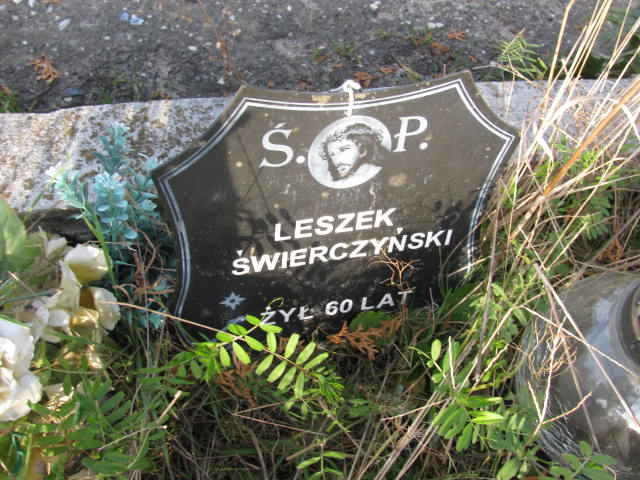 Ś. P.
LESZEK
ŚWIERCZYŃSKI
ŻYŁ 60 LAT